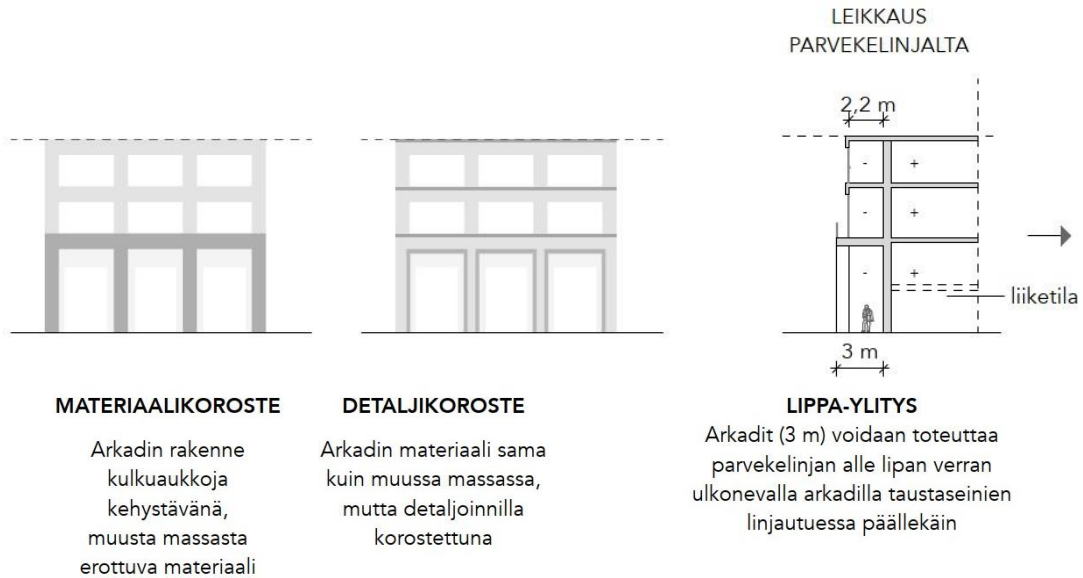 LEIKKAUS
PARVEKELINJALTA
2,2 m
- +
- +
- +
liiketila
3 m
MATERIAALIKOROSTE
Arkadin rakenne
kulkuaukkoja
kehystävänä,
muusta massasta
erottuva materiaali
DETALJIKOROSTE
Arkadin materiaali sama
kuin muussa massassa,
mutta detaljoinnilla
korostettuna
LIPPA-YLITYS
Arkadit (3 m) voidaan toteuttaa
parvekelinjan alle lipan verran
ulkonevalla arkadilla taustaseinien
linjautuessa päällekäin